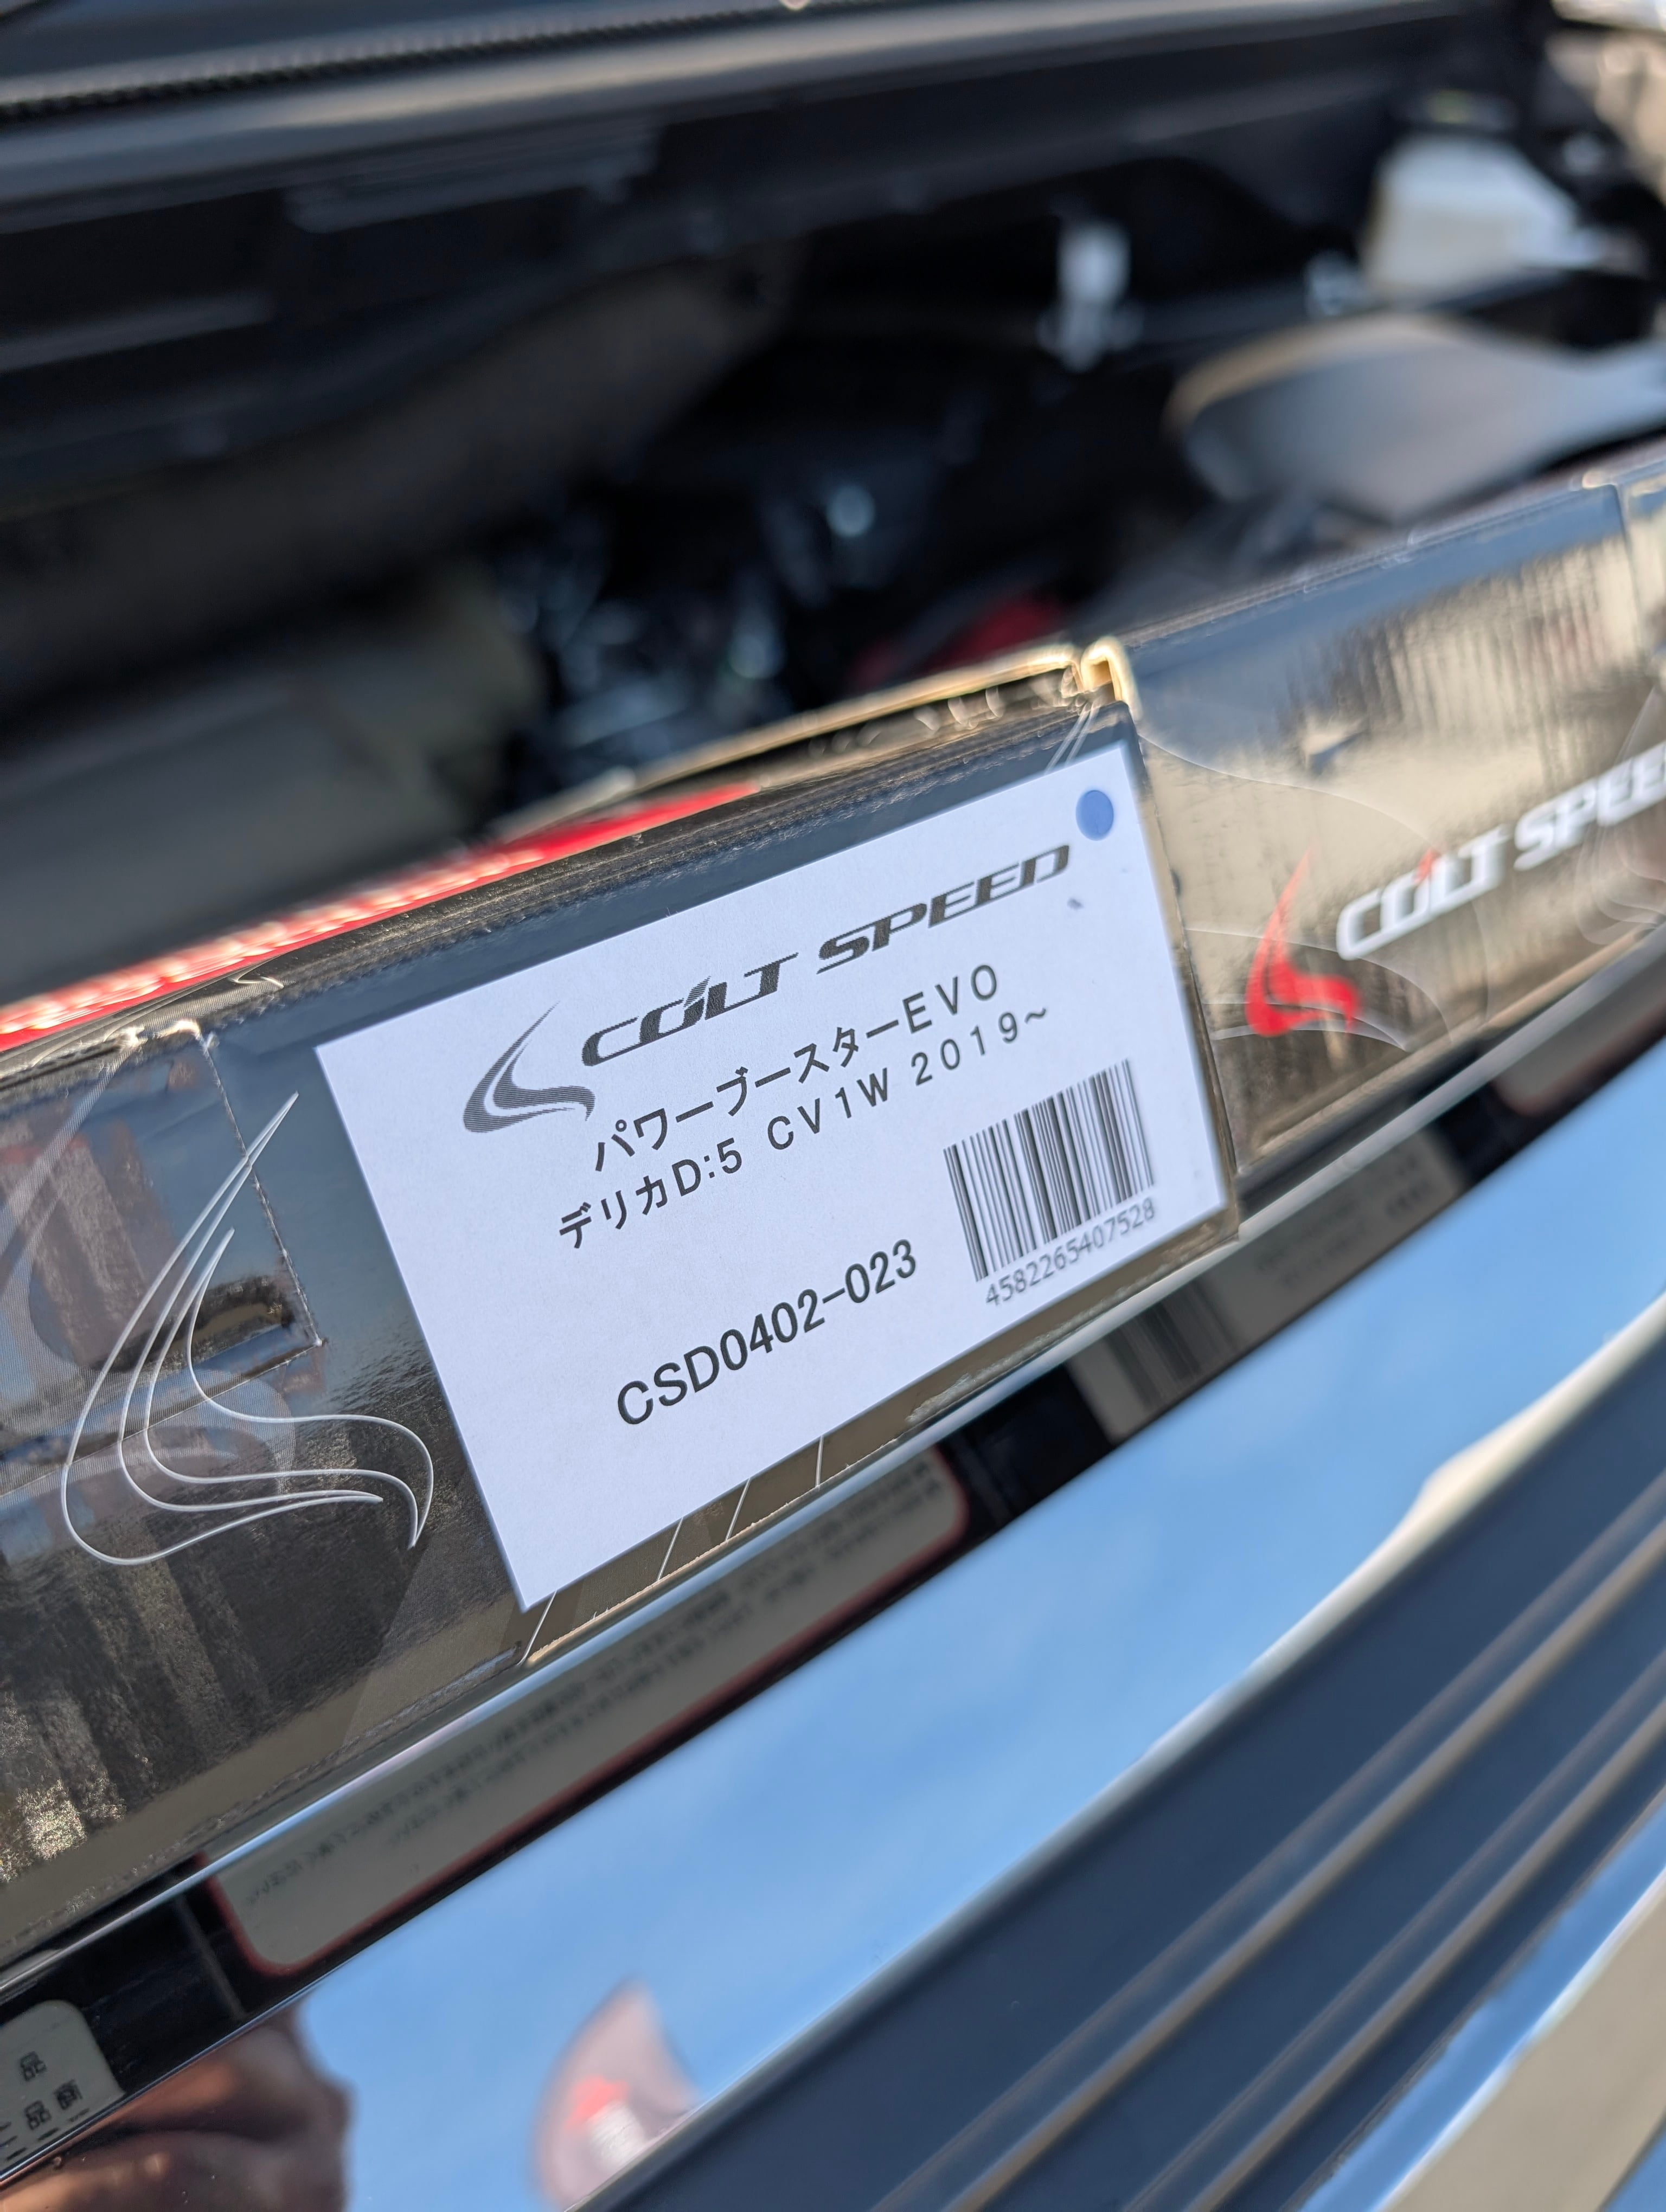 COLT SPEED
パワーブースターEVO
デリカD:5 CV1W 2019~
CSD0402-023
4582265407528
COLT SPEE